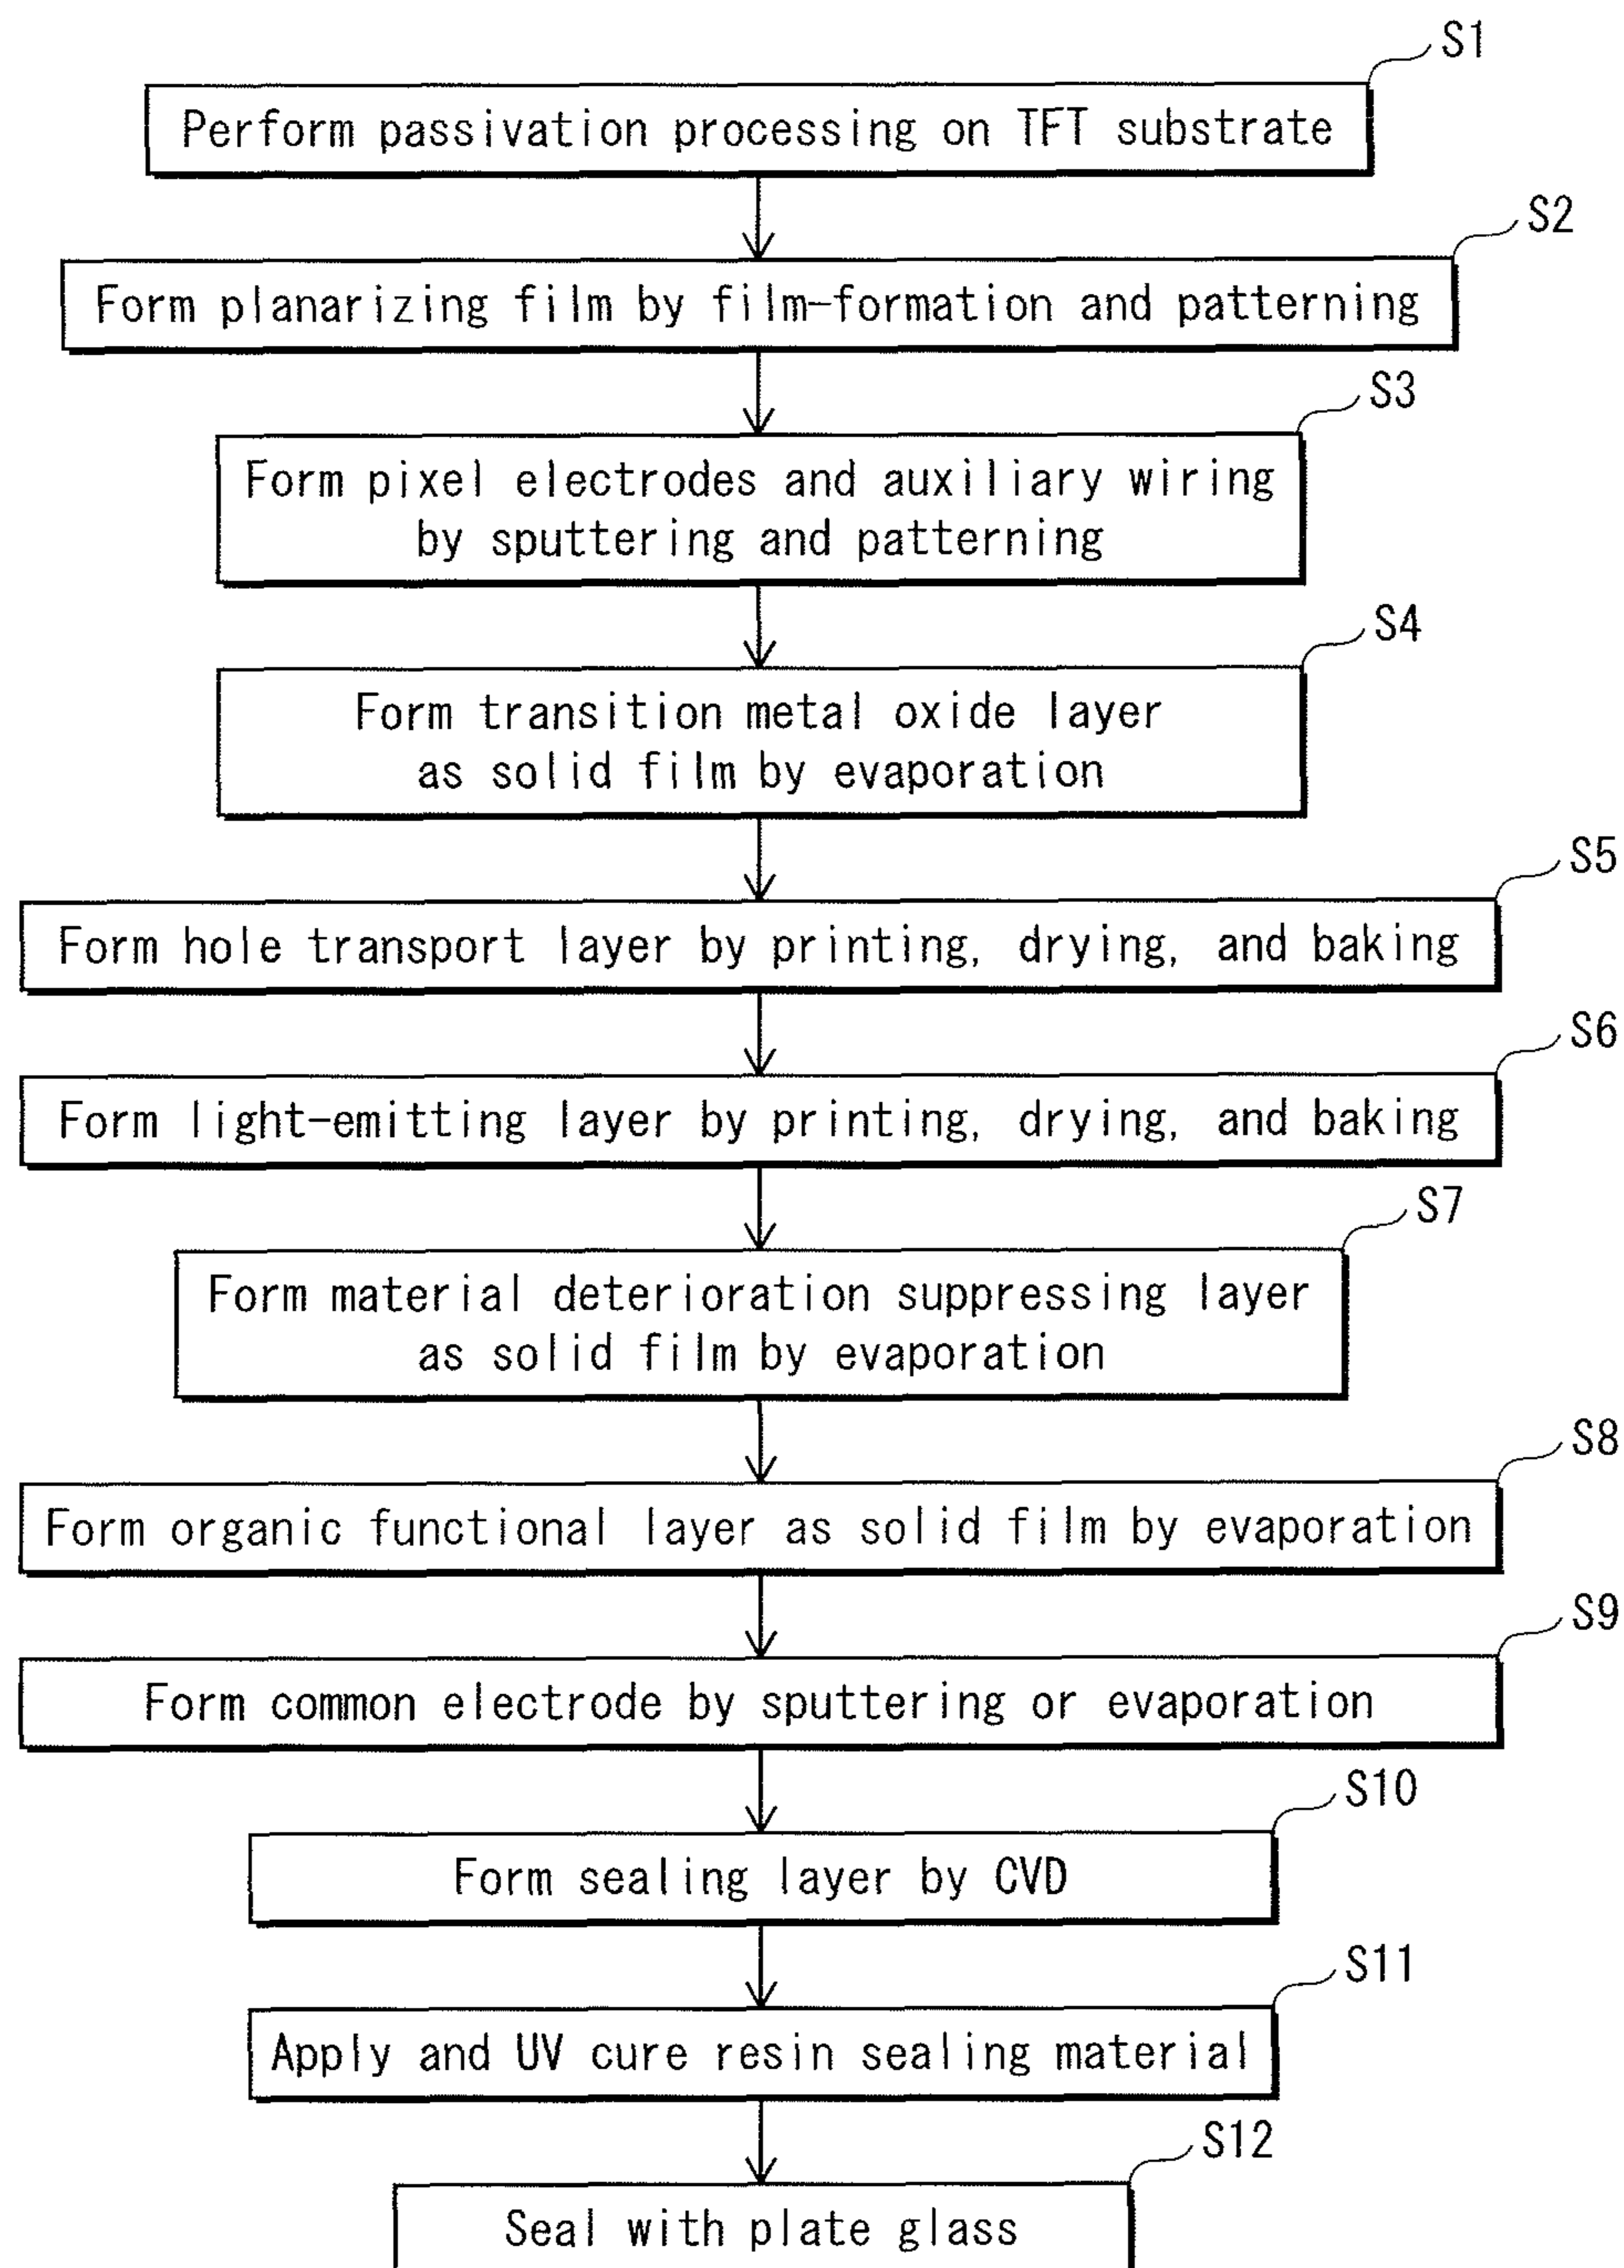 S1
Perform passivation processing on TFT substrate
S2
Form planarizing film by film-formation and patterning
S3
Form pixel electrodes and auxiliary wiring
by sputtering and patterning
S4
Form transition metal oxide layer
as solid film by evaporation
S5
Form hole transport layer by printing, drying, and baking
S6
Form light-emitting layer by printing, drying, and baking
S7
Form material deterioration suppressing layer
as solid film by evaporation
S8
Form organic functional layer as solid film by evaporation
S9
Form common electrode by sputtering or evaporation
S10
Form sealing layer by CVD
S11
Apply and UV cure resin sealing material
S12
Seal with plate glass